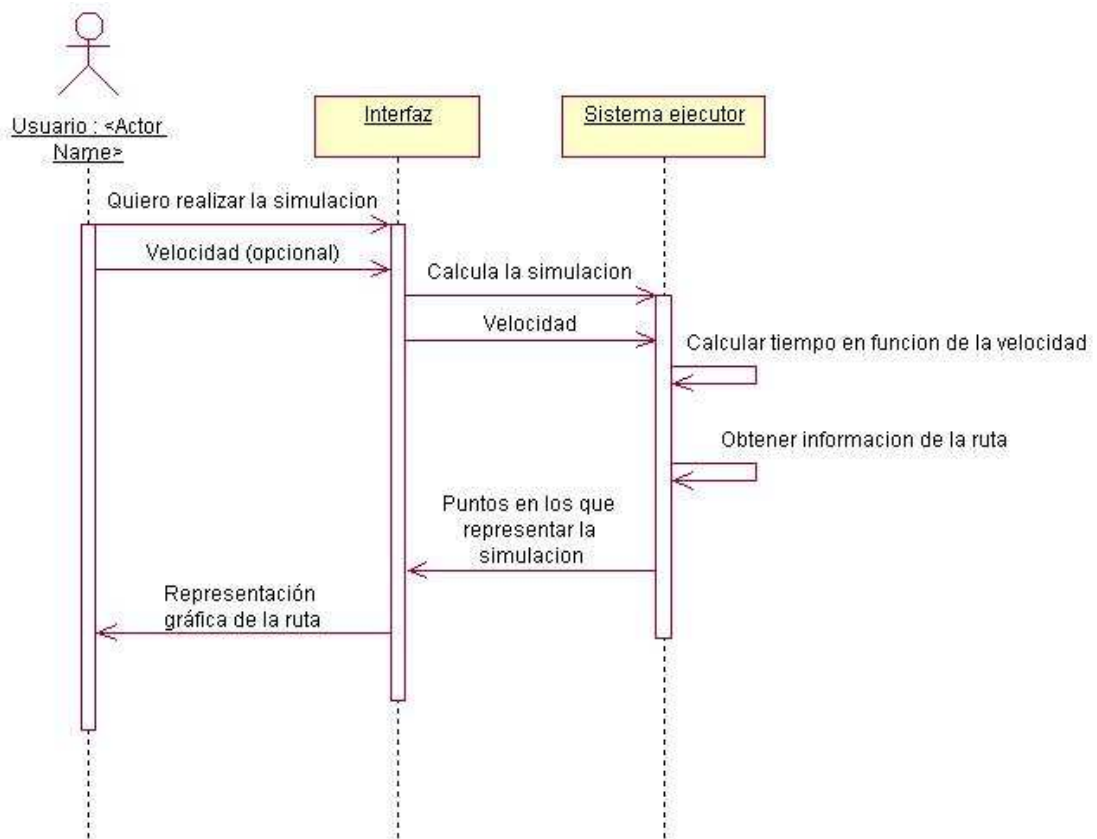 Usuario : <Actor
Name>
Interfaz
Sistema ejecutor
Quiero realizar la simulacion
Velocidad (opcional)
Calcula la simulacion
Velocidad
Calcular tiempo en funcion de la velocidad
Obtener informacion de la ruta
Puntos en los que
representar la
simulacion
Representación
gráfica de la ruta